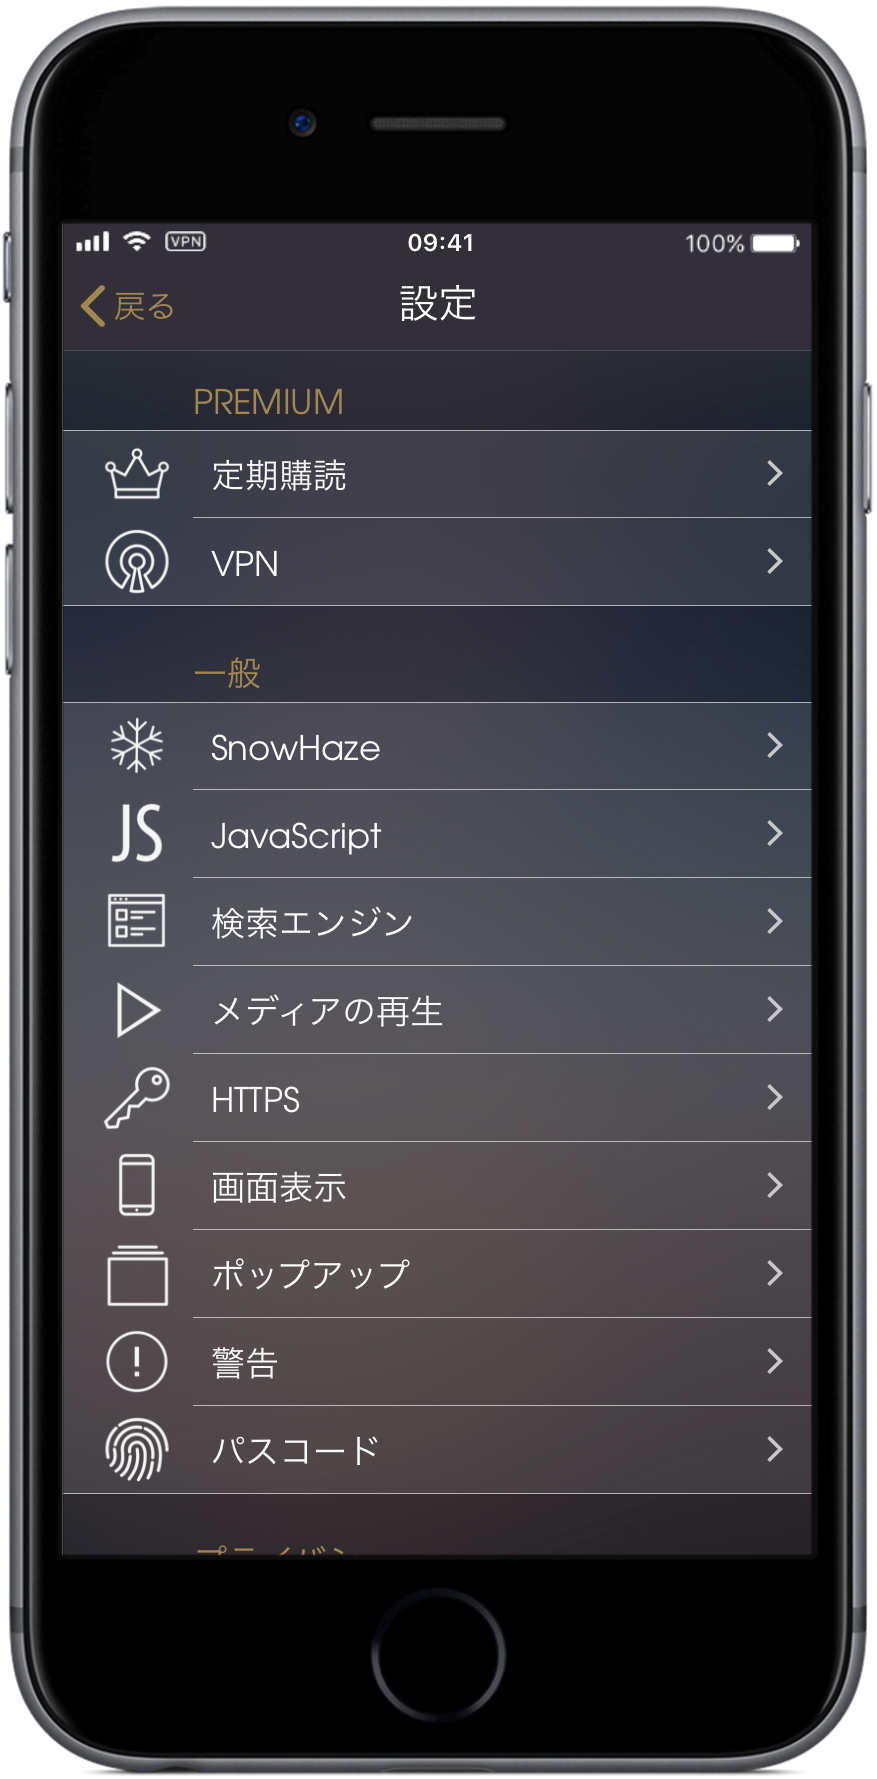 VPN 09:41 100%
戻る 設定
PREMIUM
定期購読
VPN
一般
SnowHaze
JS JavaScript
検索エンジン
メディアの再生
HTTPS
画面表示
ポップアップ
警告
パスコード